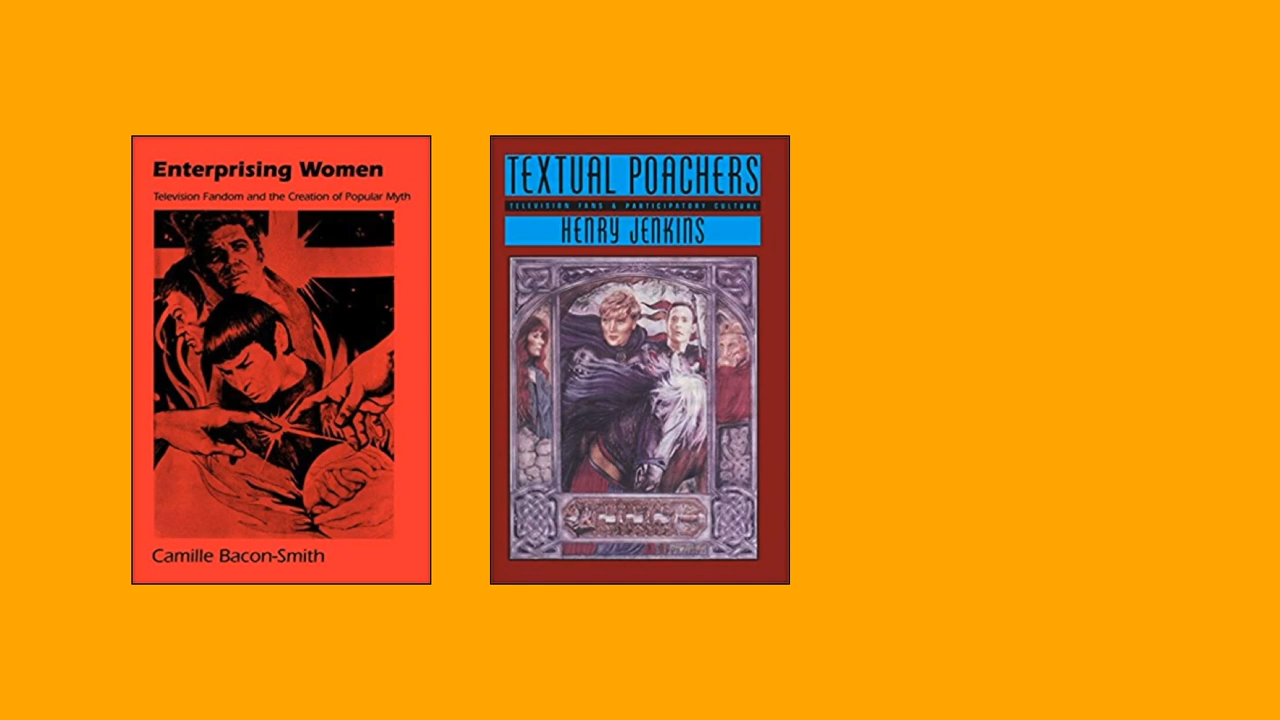 Enterprising Women
Television Fandom and the Creation of Popular Myth
Camille Bacon-Smith
TEXTUAL POACHERS
TELEVISION FANS & PARTICIPATORY CULTURE
HENRY JENKINS